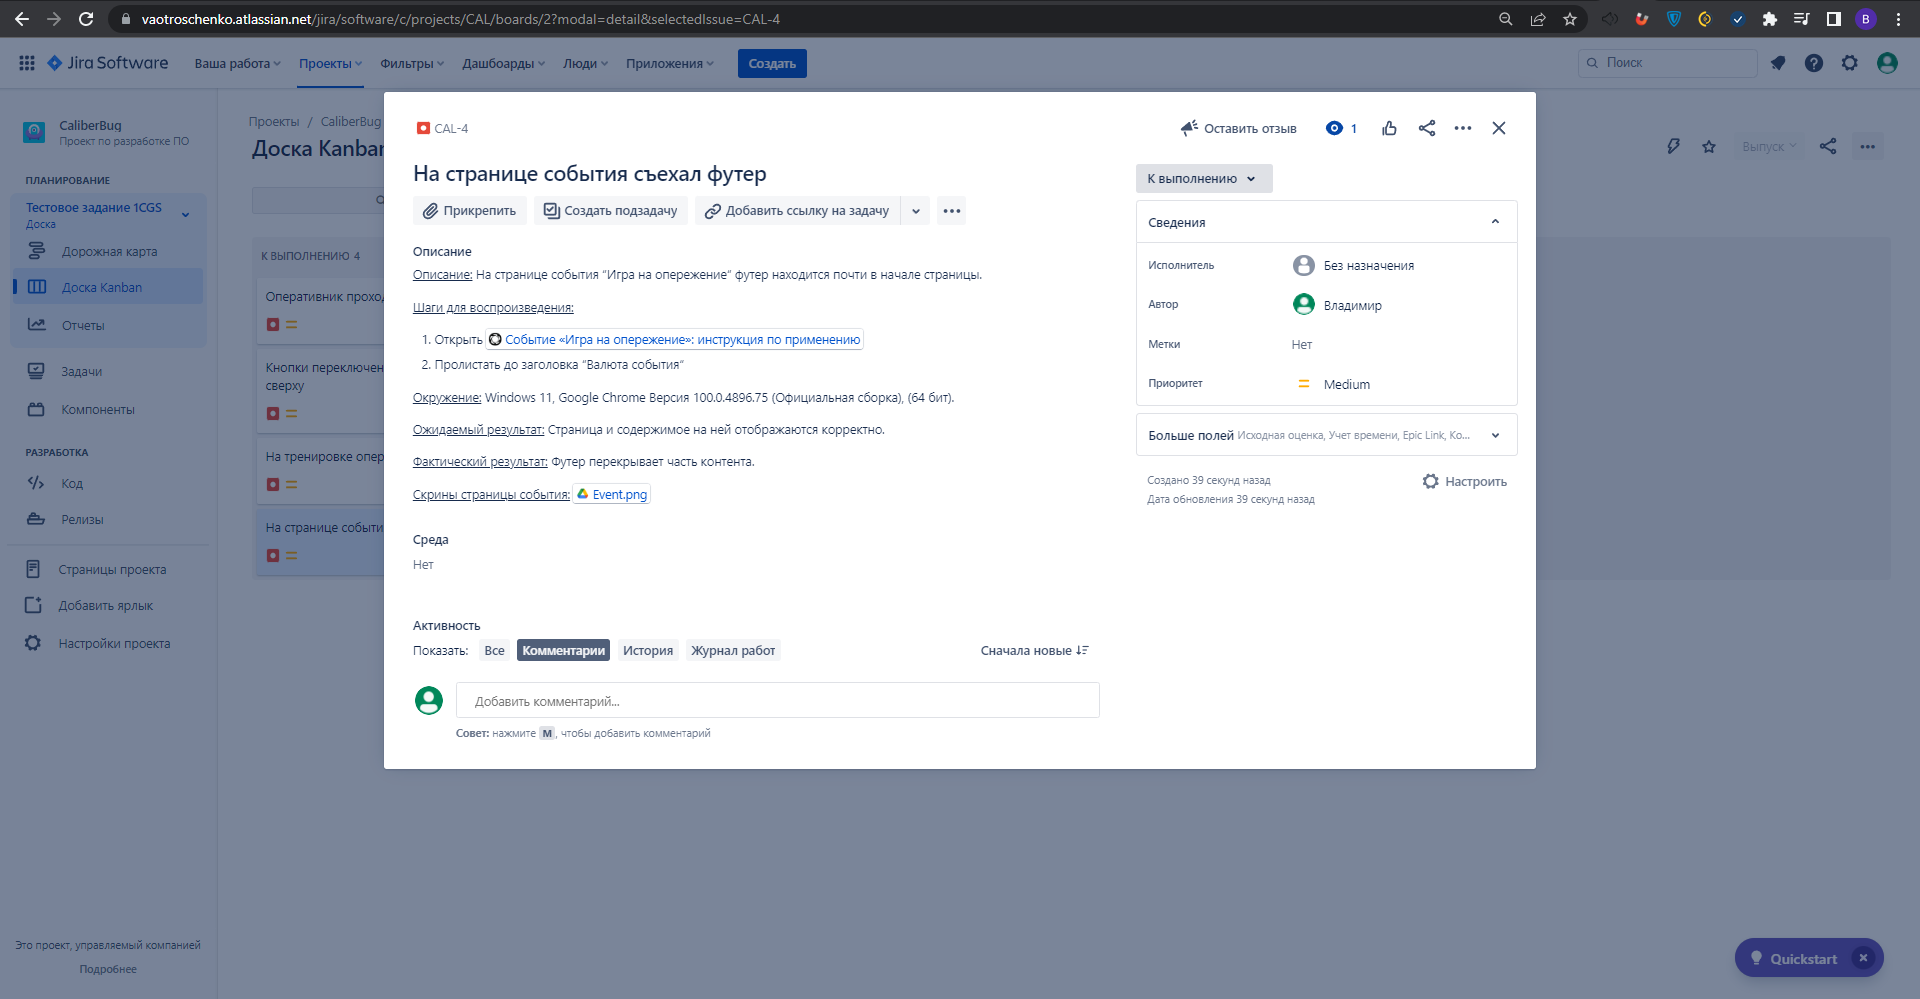 vaotroschenko.atlassian.net/jira/software/c/projects/CAL/boards/2?modal=detail&selectedIssue=CAL-4
B
Jira Software
Ваша работа
Проекты
Фильтры
Дашборды
Люди
Приложения
Создать
Поиск
CaliberBug
Проект по разработке ПО
ПЛАНИРОВАНИЕ
Тестовое задание 1CGS
Доска
Дорожная карта
Доска Kanban
Отчеты
Задачи
Компоненты
РАЗРАБОТКА
Код
Релизы
Страницы проекта
Добавить ярлык
Настройки проекта
Это проект, управляемый компанией
Подробнее
Проекты / CaliberBug
Доска Kanban
Выпуск
К ВЫПОЛНЕНИЮ 4
Оперативник проход
Кнопки переключен
сверху
На тренировке опер
На странице событи
CAL-4
Оставить отзыв
1
На странице события съехал футер
Прикрепить
Создать подзадачу
Добавить ссылку на задачу
Описание
Описание: На странице события “Игра на опережение“ футер находится почти в начале страницы.
Шаги для воспроизведения:
1. Открыть Событие «Игра на опережение»: инструкция по применению
2. Пролистать до заголовка “Валюта события“
Окружение: Windows 11, Google Chrome Версия 100.0.4896.75 (Официальная сборка), (64 бит).
Ожидаемый результат: Страница и содержимое на ней отображаются корректно.
Фактический результат: Футер перекрывает часть контента.
Скрины страницы события: Event.png
Среда
Нет
Активность
Показать:
Все
Комментарии
История
Журнал работ
Сначала новые
Добавить комментарий...
Совет: нажмите M, чтобы добавить комментарий
К выполнению
Сведения
Исполнитель
Без назначения
Автор
Владимир
Метки
Нет
Приоритет
Medium
Больше полей Исходная оценка, Учет времени, Epic Link, Ко...
Создано 39 секунд назад
Дата обновления 39 секунд назад
Настроить
Quickstart